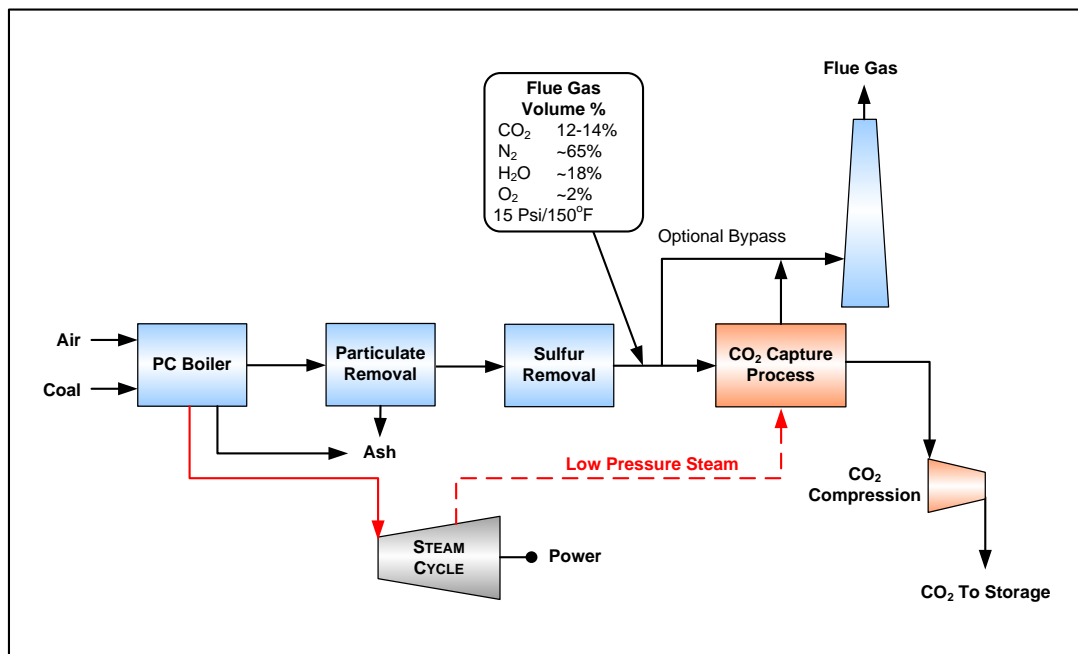 Flue Gas
Flue Gas
Volume %
CO₂ 12-14%
N₂ ~65%
H₂O ~18%
O₂ ~2%
15 Psi/150°F
Optional Bypass
Air
Coal
PC Boiler
Particulate
Removal
Sulfur
Removal
CO₂ Capture
Process
Ash
Low Pressure Steam
CO₂
Compression
STEAM
CYCLE
Power
CO₂ To Storage